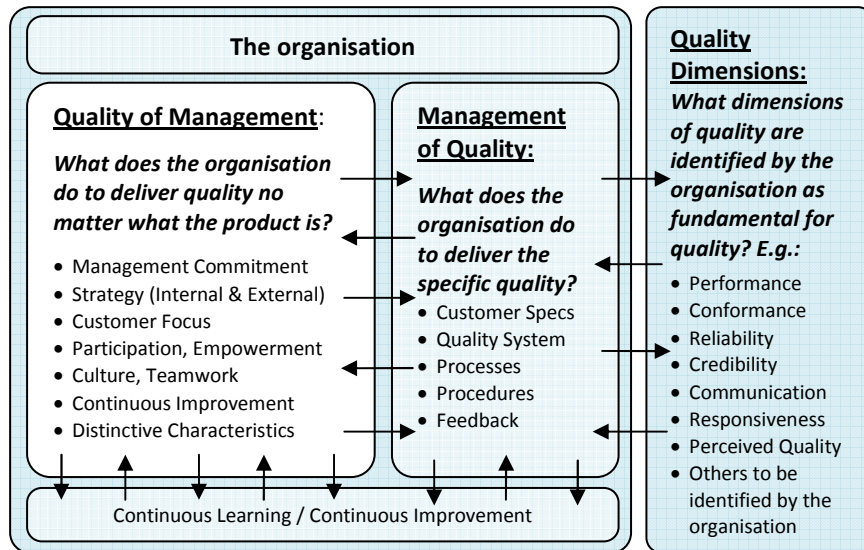 The organisation
Quality of Management:
What does the organisation
do to deliver quality no
matter what the product is?
• Management Commitment
• Strategy (Internal & External)
• Customer Focus
• Participation, Empowerment
• Culture, Teamwork
• Continuous Improvement
• Distinctive Characteristics
Management
of Quality:
What does the
organisation do
to deliver the
specific quality?
• Customer Specs
• Quality System
• Processes
• Procedures
• Feedback
Continuous Learning / Continuous Improvement
Quality
Dimensions:
What dimensions
of quality are
identified by the
organisation as
fundamental for
quality? E.g.:
• Performance
• Conformance
• Reliability
• Credibility
• Communication
• Responsiveness
• Perceived Quality
• Others to be
identified by the
organisation